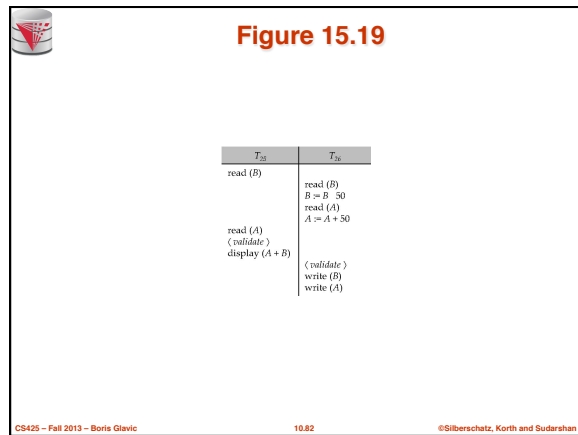 Figure 15.19
T25 T26
read (B)
read (B)
B := B 50
read (A)
A := A + 50
read (A)
⟨ validate ⟩
display (A + B)
⟨ validate ⟩
write (B)
write (A)
CS425 – Fall 2013 – Boris Glavic 10.82 ©Silberschatz, Korth and Sudarshan